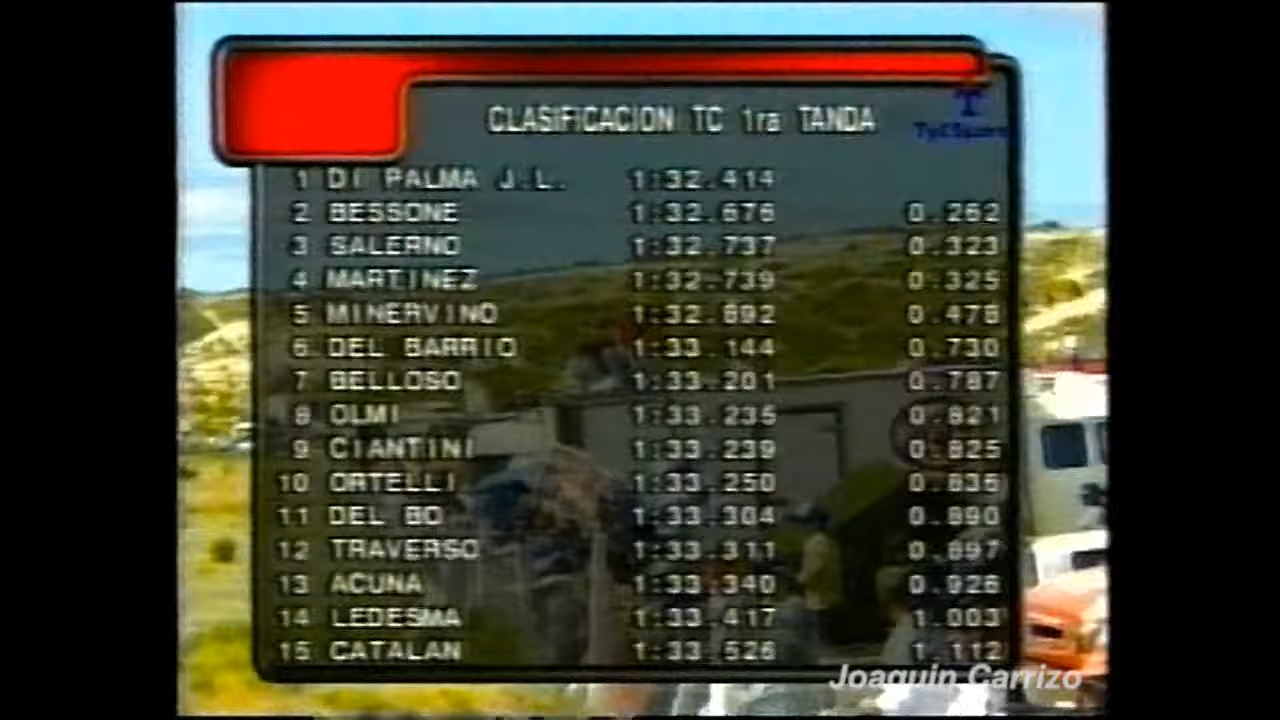 CLASIFICACION TC 1ra TANDA
TyCSports
1 DI PALMA J.L. 1:32.414
2 BESSONE 1:32.676 0.262
3 SALERNO 1:32.737 0.323
4 MARTINEZ 1:32.739 0.325
5 MINERVINO 1:32.892 0.478
6 DEL BARRIO 1:33.144 0.730
7 BELLOSO 1:33.201 0.787
8 OLMI 1:33.235 0.821
9 CIANTINI 1:33.239 0.825
10 ORTELLI 1:33.250 0.836
11 DEL BO 1:33.304 0.890
12 TRAVERSO 1:33.311 0.897
13 ACUNA 1:33.340 0.926
14 LEDESMA 1:33.417 1.003
15 CATALAN 1:33.526 1.112
Joaquin Carrizo